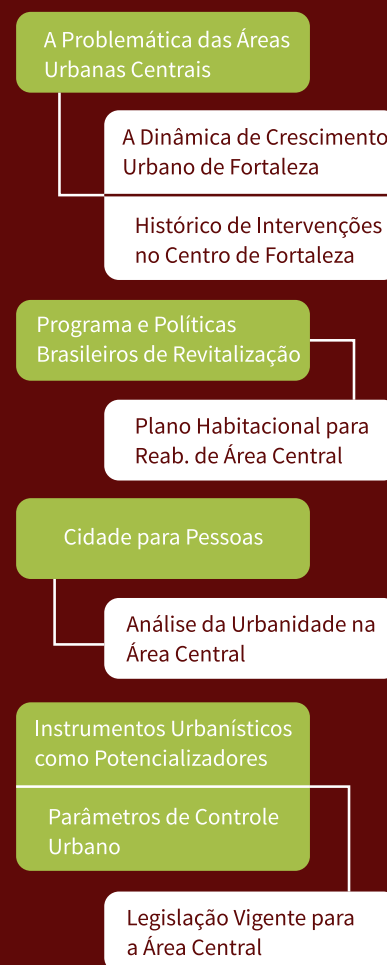 A Problemática das Áreas
Urbanas Centrais
A Dinâmica de Crescimento
Urbano de Fortaleza
Histórico de Intervenções
no Centro de Fortaleza
Programa e Políticas
Brasileiros de Revitalização
Plano Habitacional para
Reab. de Área Central
Cidade para Pessoas
Análise da Urbanidade na
Área Central
Instrumentos Urbanísticos
como Potencializadores
Parâmetros de Controle
Urbano
Legislação Vigente para
a Área Central